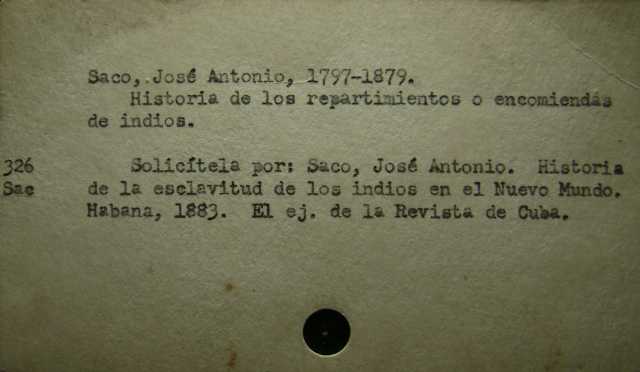 Saco, José Antonio, 1797-1879.
Historia de los repartimientos o encomiendas
de indios.
326 Solicítela por: Saco, José Antonio. Historia
Sac de la esclavitud de los indios en el Nuevo Mundo.
Habana, 1883. El ej. de la Revista de Cuba.